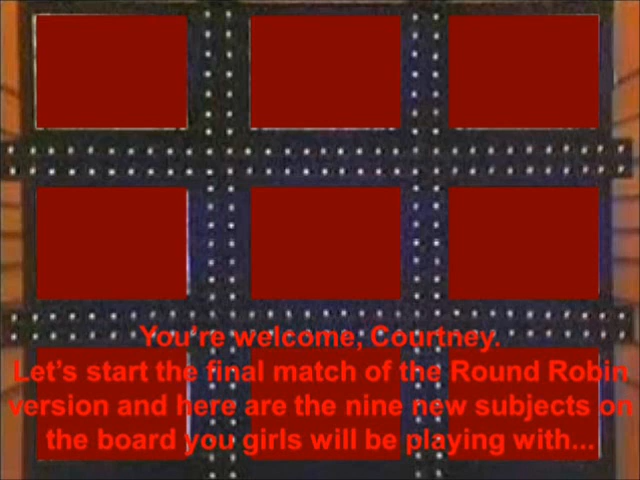 You're welcome, Courtney.
Let's start the final match of the Round Robin
version and here are the nine new subjects on
the board you girls will be playing with...